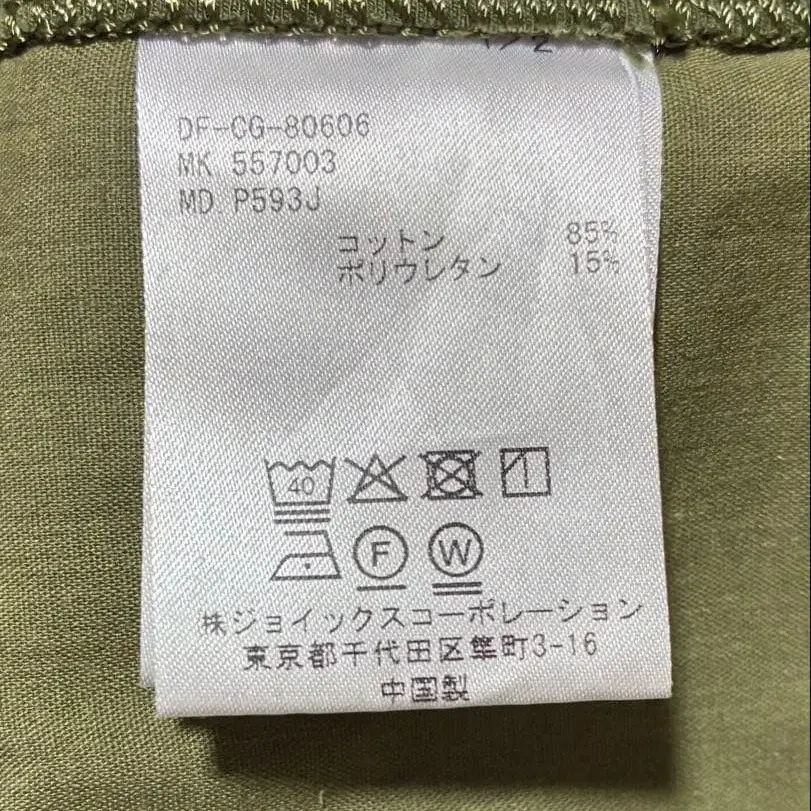 1/2
DF-CG-80606
MK 557003
MD P593J
コットン 85%
ポリウレタン 15%
40
F W
㈱ジョイックスコーポレーション
東京都千代田区隼町3-16
中国製